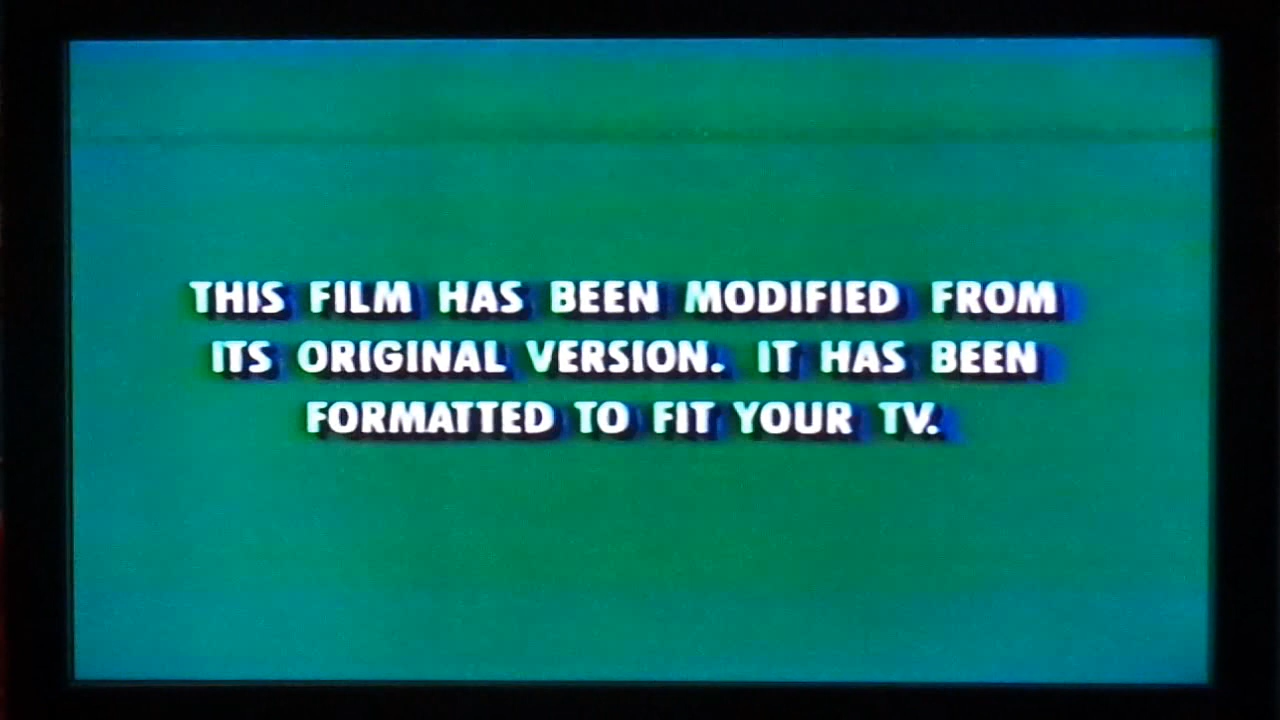 THIS FILM HAS BEEN MODIFIED FROM
ITS ORIGINAL VERSION. IT HAS BEEN
FORMATTED TO FIT YOUR TV.